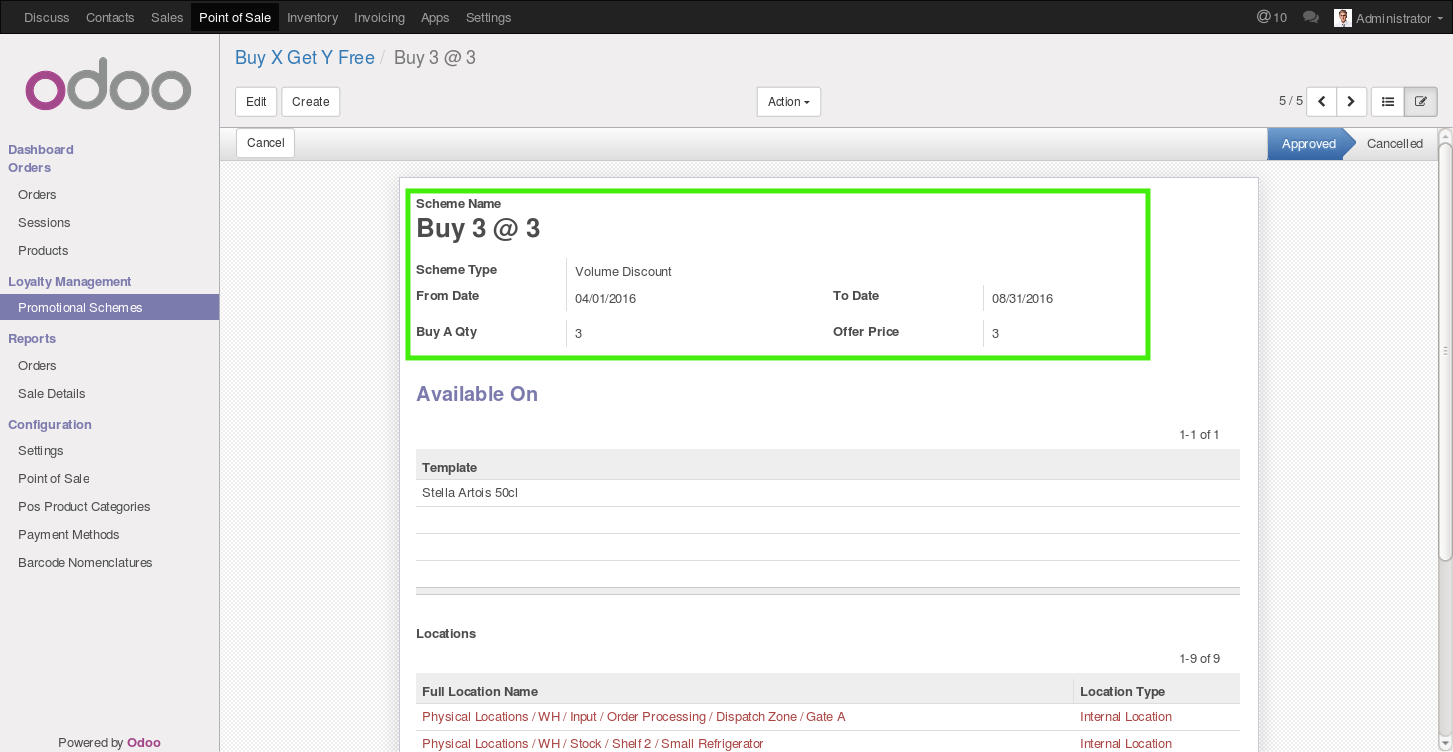 Discuss Contacts Sales Point of Sale Inventory Invoicing Apps Settings @10 Administrator
odoo
Dashboard
Orders
Orders
Sessions
Products
Loyalty Management
Promotional Schemes
Reports
Orders
Sale Details
Configuration
Settings
Point of Sale
Pos Product Categories
Payment Methods
Barcode Nomenclatures
Powered by Odoo
Buy X Get Y Free / Buy 3 @ 3
Edit Create Action 5 / 5
Cancel Approved Cancelled
Scheme Name
Buy 3 @ 3
Scheme Type Volume Discount
From Date 04/01/2016 To Date 08/31/2016
Buy A Qty 3 Offer Price 3
Available On
1-1 of 1
Template
Stella Artois 50cl
Locations
1-9 of 9
Full Location Name Location Type
Physical Locations / WH / Input / Order Processing / Dispatch Zone / Gate A Internal Location
Physical Locations / WH / Stock / Shelf 2 / Small Refrigerator Internal Location